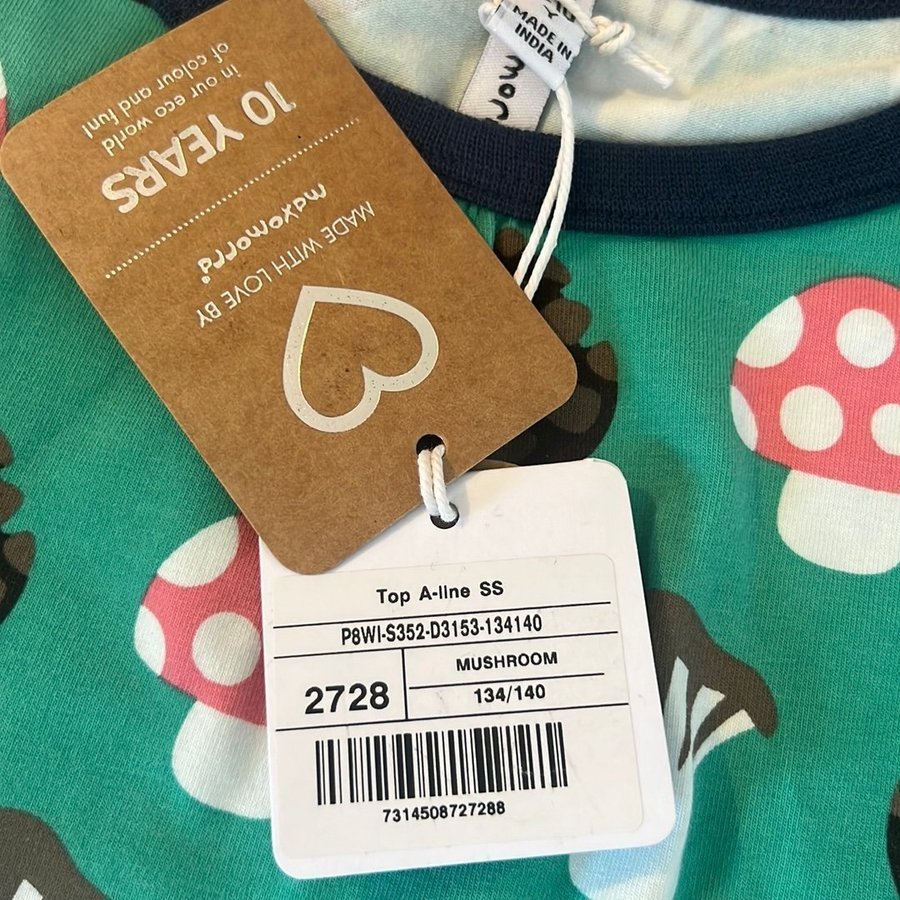 10 YEARS
in our eco world
of colour and fun!
MADE WITH LOVE BY
maxomorra
MADE IN
INDIA
Top A-line SS
P8WI-S352-D3153-134140
MUSHROOM
2728
134/140
7314508727288